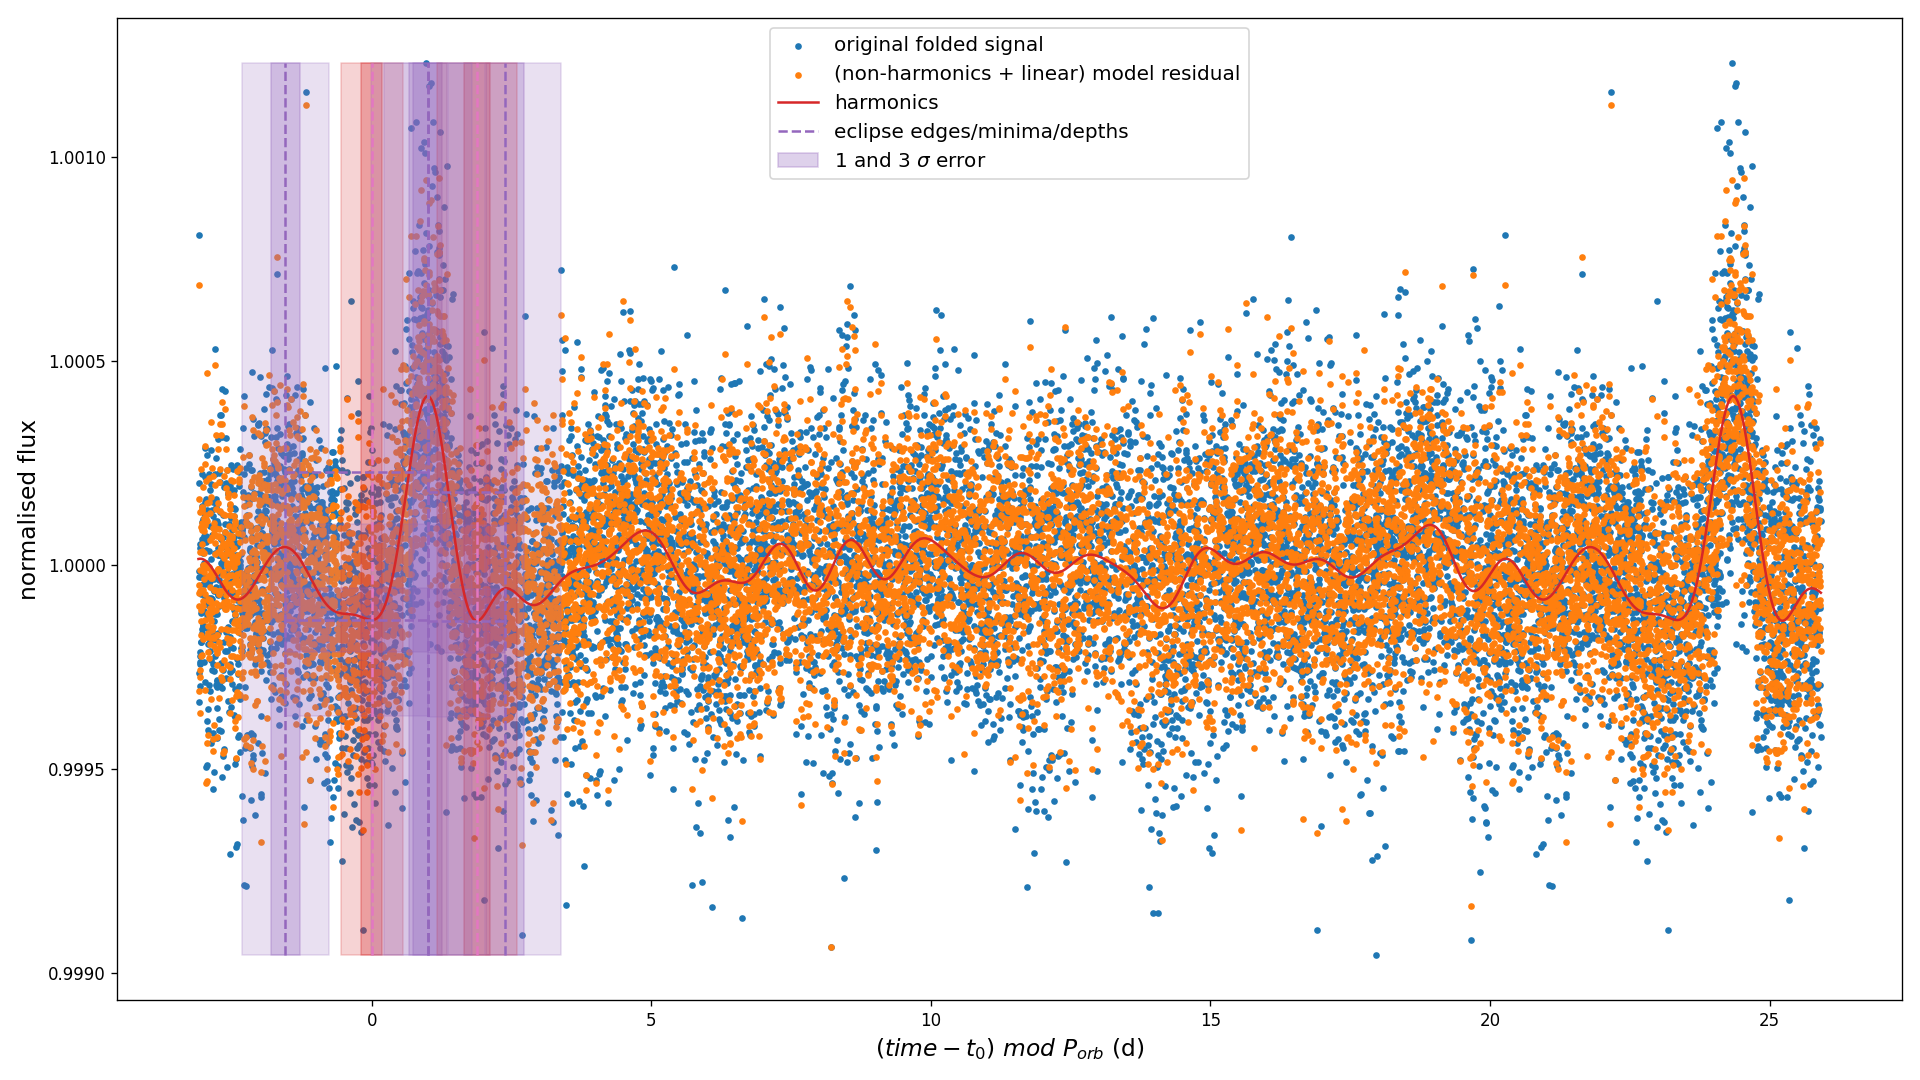 original folded signal
(non-harmonics + linear) model residual
harmonics
eclipse edges/minima/depths
1 and 3 σ error
normalised flux
1.0010
1.0005
1.0000
0.9995
0.9990
0 5 10 15 20 25
(time − t₀) mod P_orb (d)